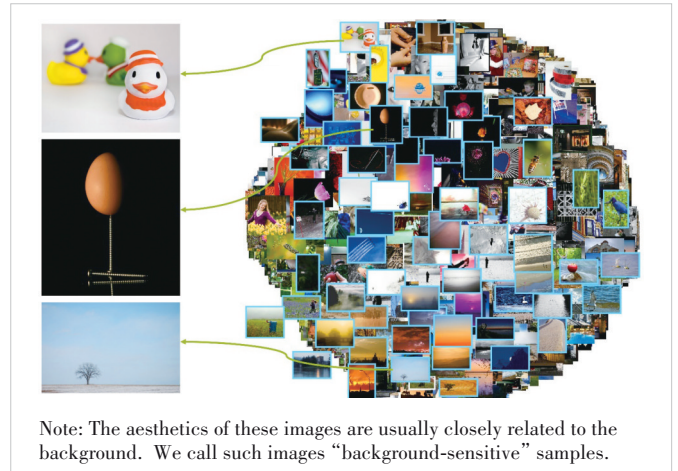 Note: The aesthetics of these images are usually closely related to the
background. We call such images “background-sensitive” samples.